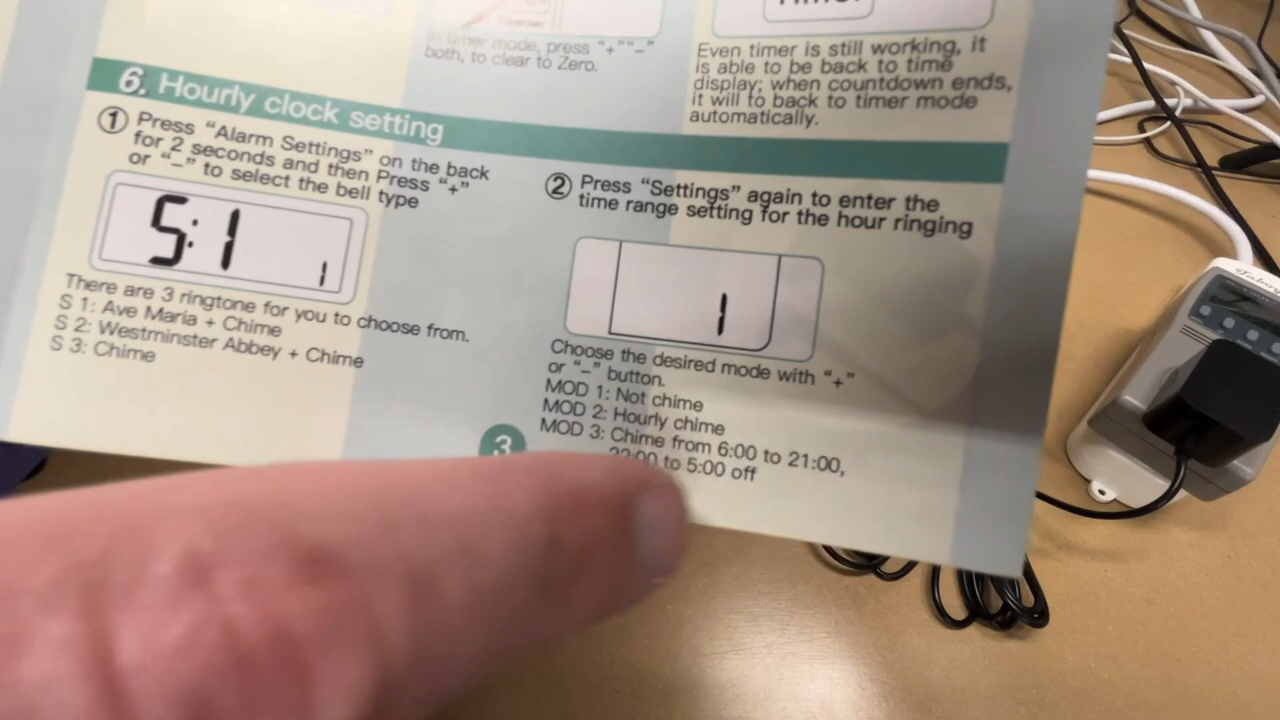 in timer mode, press "+" "–"
both, to clear to Zero.
Even timer is still working, it
is able to be back to time
display; when countdown ends,
it will to back to timer mode
automatically.
6. Hourly clock setting
① Press "Alarm Settings" on the back
for 2 seconds and then Press "+"
or "–" to select the bell type
S:1 1
There are 3 ringtone for you to choose from.
S 1: Ave Maria + Chime
S 2: Westminster Abbey + Chime
S 3: Chime
② Press "Settings" again to enter the
time range setting for the hour ringing
1
Choose the desired mode with "+"
or "–" button.
MOD 1: Not chime
MOD 2: Hourly chime
MOD 3: Chime from 6:00 to 21:00,
22:00 to 5:00 off
3